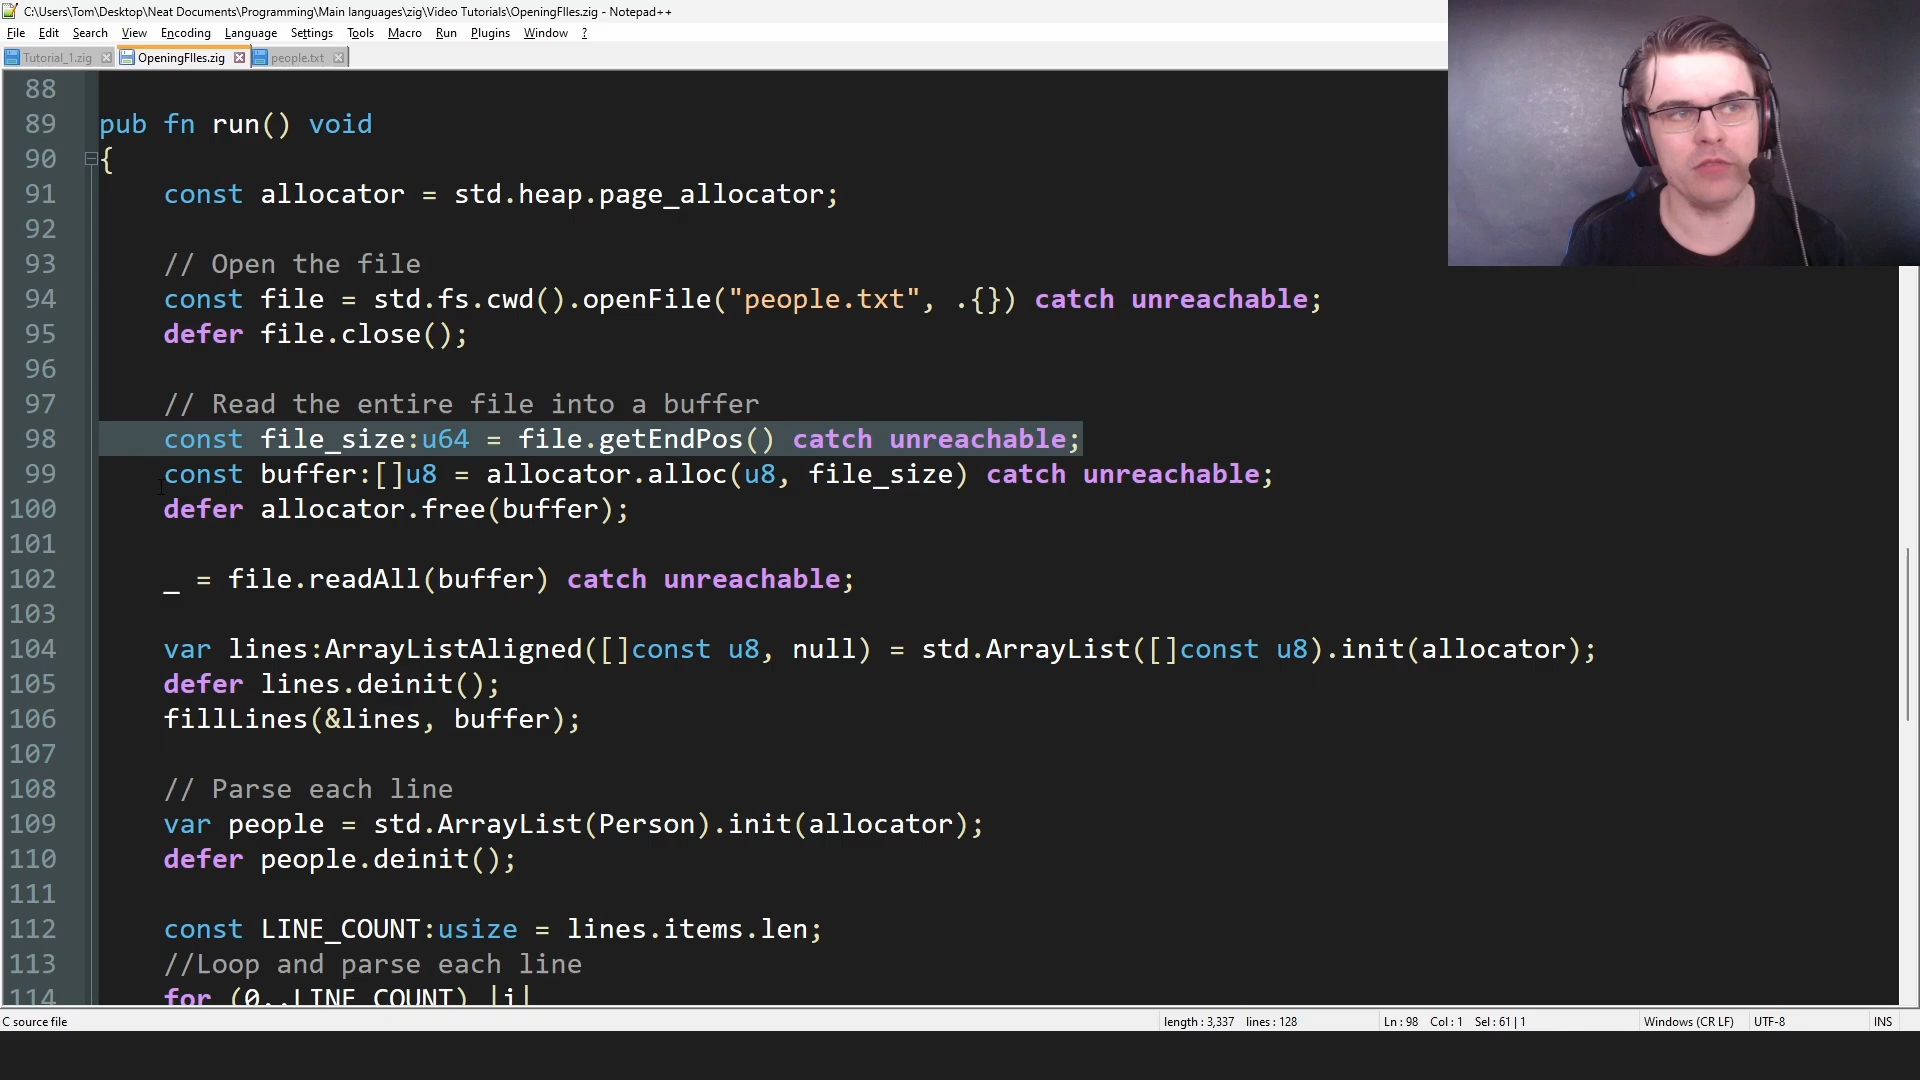 C:\Users\Tom\Desktop\Neat Documents\Programming\Main languages\zig\Video Tutorials\OpeningFIles.zig - Notepad++
File Edit Search View Encoding Language Settings Tools Macro Run Plugins Window ?
Tutorial_1.zig OpeningFIles.zig people.txt
88
89 pub fn run() void
90 {
91 const allocator = std.heap.page_allocator;
92
93 // Open the file
94 const file = std.fs.cwd().openFile("people.txt", .{}) catch unreachable;
95 defer file.close();
96
97 // Read the entire file into a buffer
98 const file_size:u64 = file.getEndPos() catch unreachable;
99 const buffer:[]u8 = allocator.alloc(u8, file_size) catch unreachable;
100 defer allocator.free(buffer);
101
102 _ = file.readAll(buffer) catch unreachable;
103
104 var lines:ArrayListAligned([]const u8, null) = std.ArrayList([]const u8).init(allocator);
105 defer lines.deinit();
106 fillLines(&lines, buffer);
107
108 // Parse each line
109 var people = std.ArrayList(Person).init(allocator);
110 defer people.deinit();
111
112 const LINE_COUNT:usize = lines.items.len;
113 //Loop and parse each line
114 for (0..LINE_COUNT) |i|
C source file length : 3,337 lines : 128 Ln : 98 Col : 1 Sel : 61 | 1 Windows (CR LF) UTF-8 INS